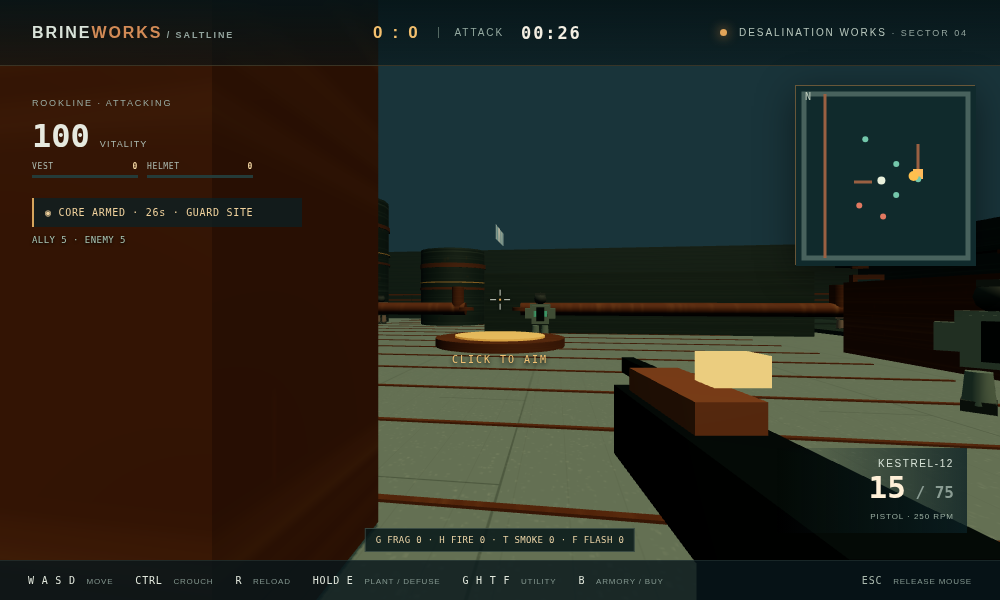 BRINEWORKS / SALTLINE
0 : 0 | ATTACK 00:26
DESALINATION WORKS · SECTOR 04
ROOKLINE · ATTACKING
100 VITALITY
VEST 0 HELMET 0
◉ CORE ARMED · 26s · GUARD SITE
ALLY 5 · ENEMY 5
N
CLICK TO AIM
KESTREL-12
15 / 75
PISTOL · 250 RPM
G FRAG 0 · H FIRE 0 · T SMOKE 0 · F FLASH 0
W A S D MOVE CTRL CROUCH R RELOAD HOLD E PLANT / DEFUSE G H T F UTILITY B ARMORY / BUY ESC RELEASE MOUSE